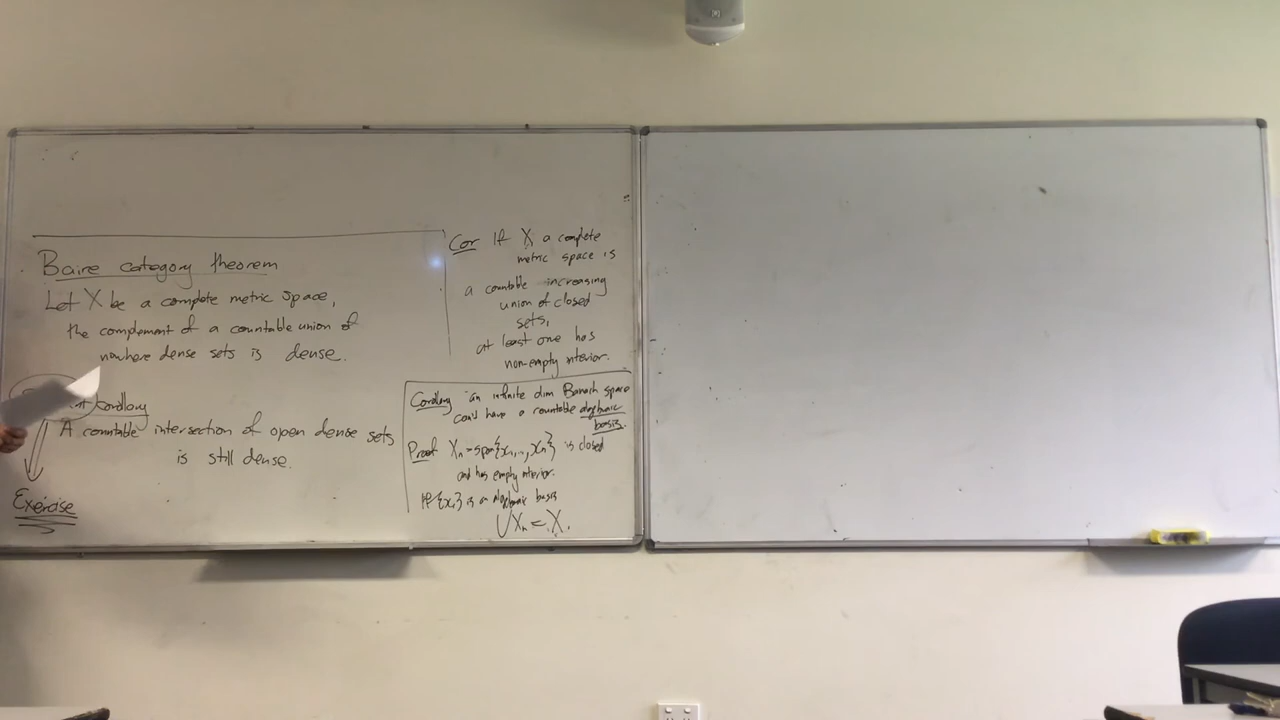 Baire category theorem
Let X be a complete metric space,
the complement of a countable union of
nowhere dense sets is dense.
corollary
A countable intersection of open dense sets
is still dense.
Exercise
Cor If X a complete
metric space is
a countable increasing
union of closed
sets,
at least one has
non-empty interior.
Corollary an infinite dim Banach space
can't have a countable algebraic
basis.
Proof Xn = span{x1,..,xn} is closed
and has empty interior.
If {xi} is an algebraic basis
∪Xn = X.